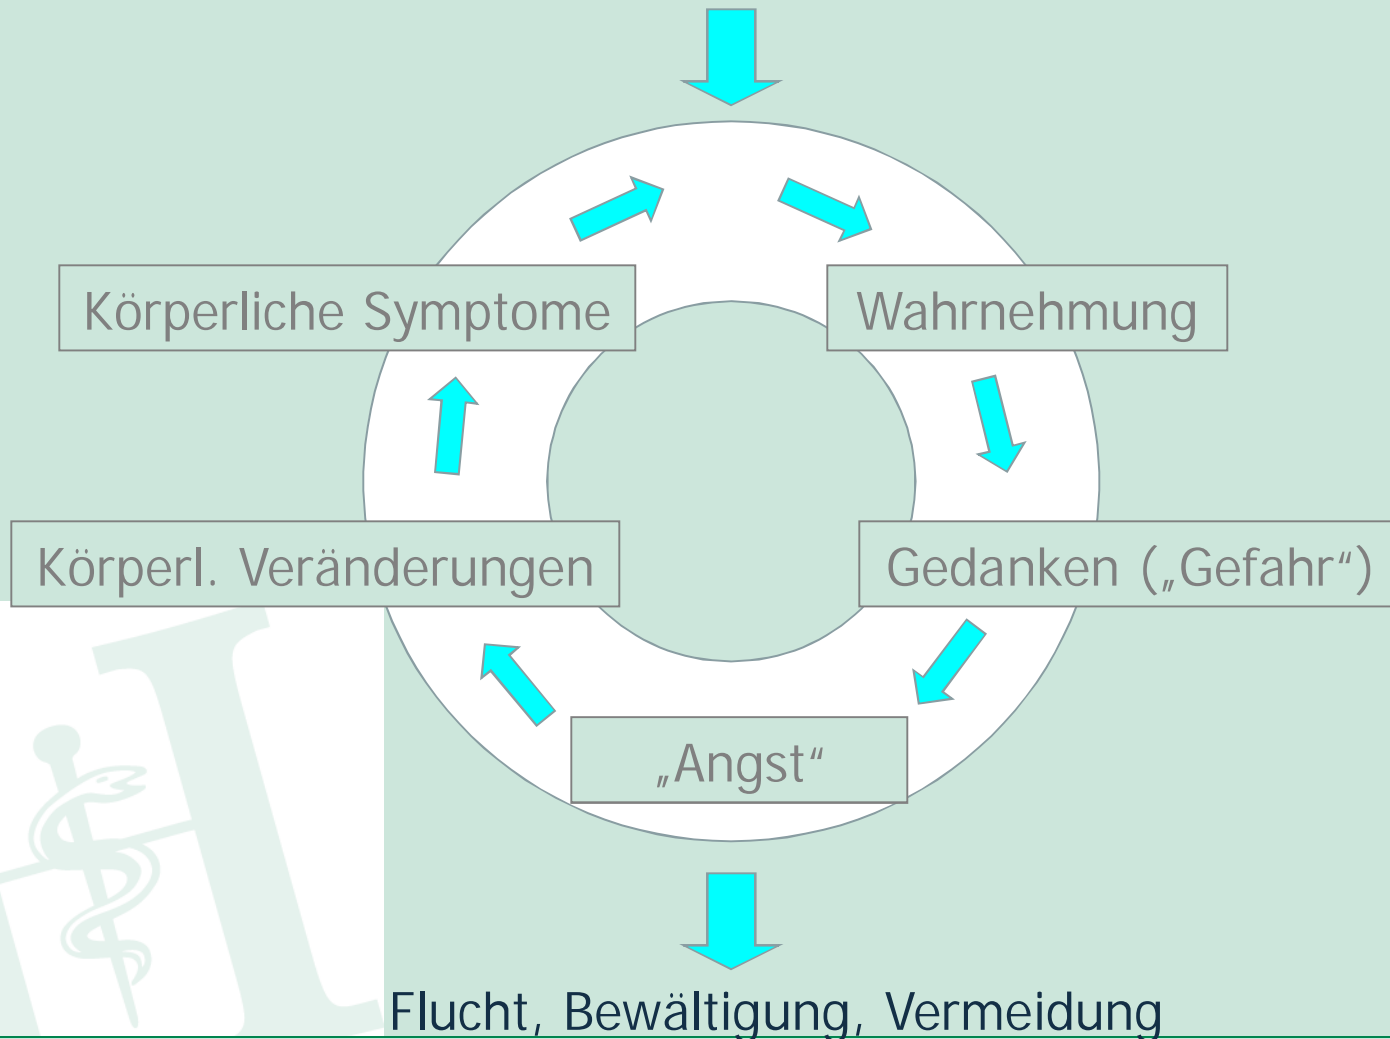 Körperliche Symptome
Wahrnehmung
Körperl. Veränderungen
Gedanken („Gefahr“)
„Angst“
Flucht, Bewältigung, Vermeidung